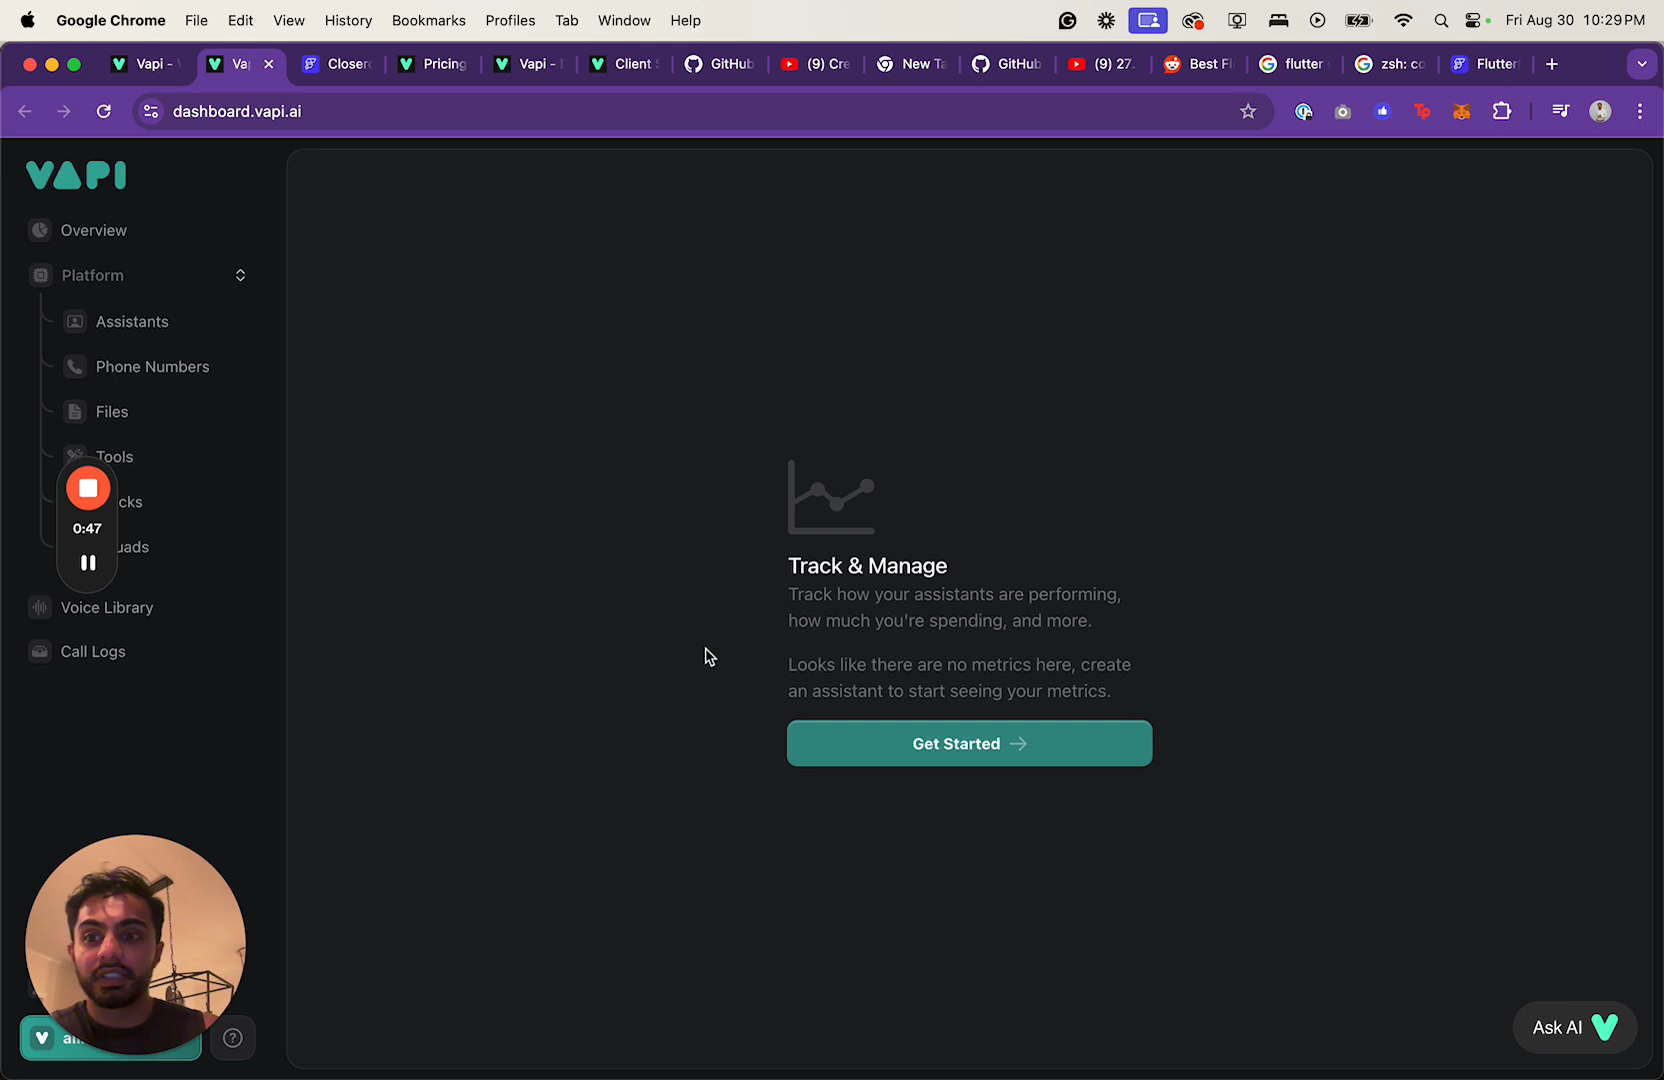 Google Chrome File Edit View History Bookmarks Profiles Tab Window Help Fri Aug 30 10:29 PM
Vapi - Va Closero Pricing Vapi - Client S GitHub (9) Cre New Ta GitHub (9) 27. Best Fl flutter zsh: co Flutter
dashboard.vapi.ai
VAPI
Overview
Platform
Assistants
Phone Numbers
Files
Tools
cks
0:47
uads
Voice Library
Call Logs
Track & Manage
Track how your assistants are performing,
how much you're spending, and more.
Looks like there are no metrics here, create
an assistant to start seeing your metrics.
Get Started
Ask AI